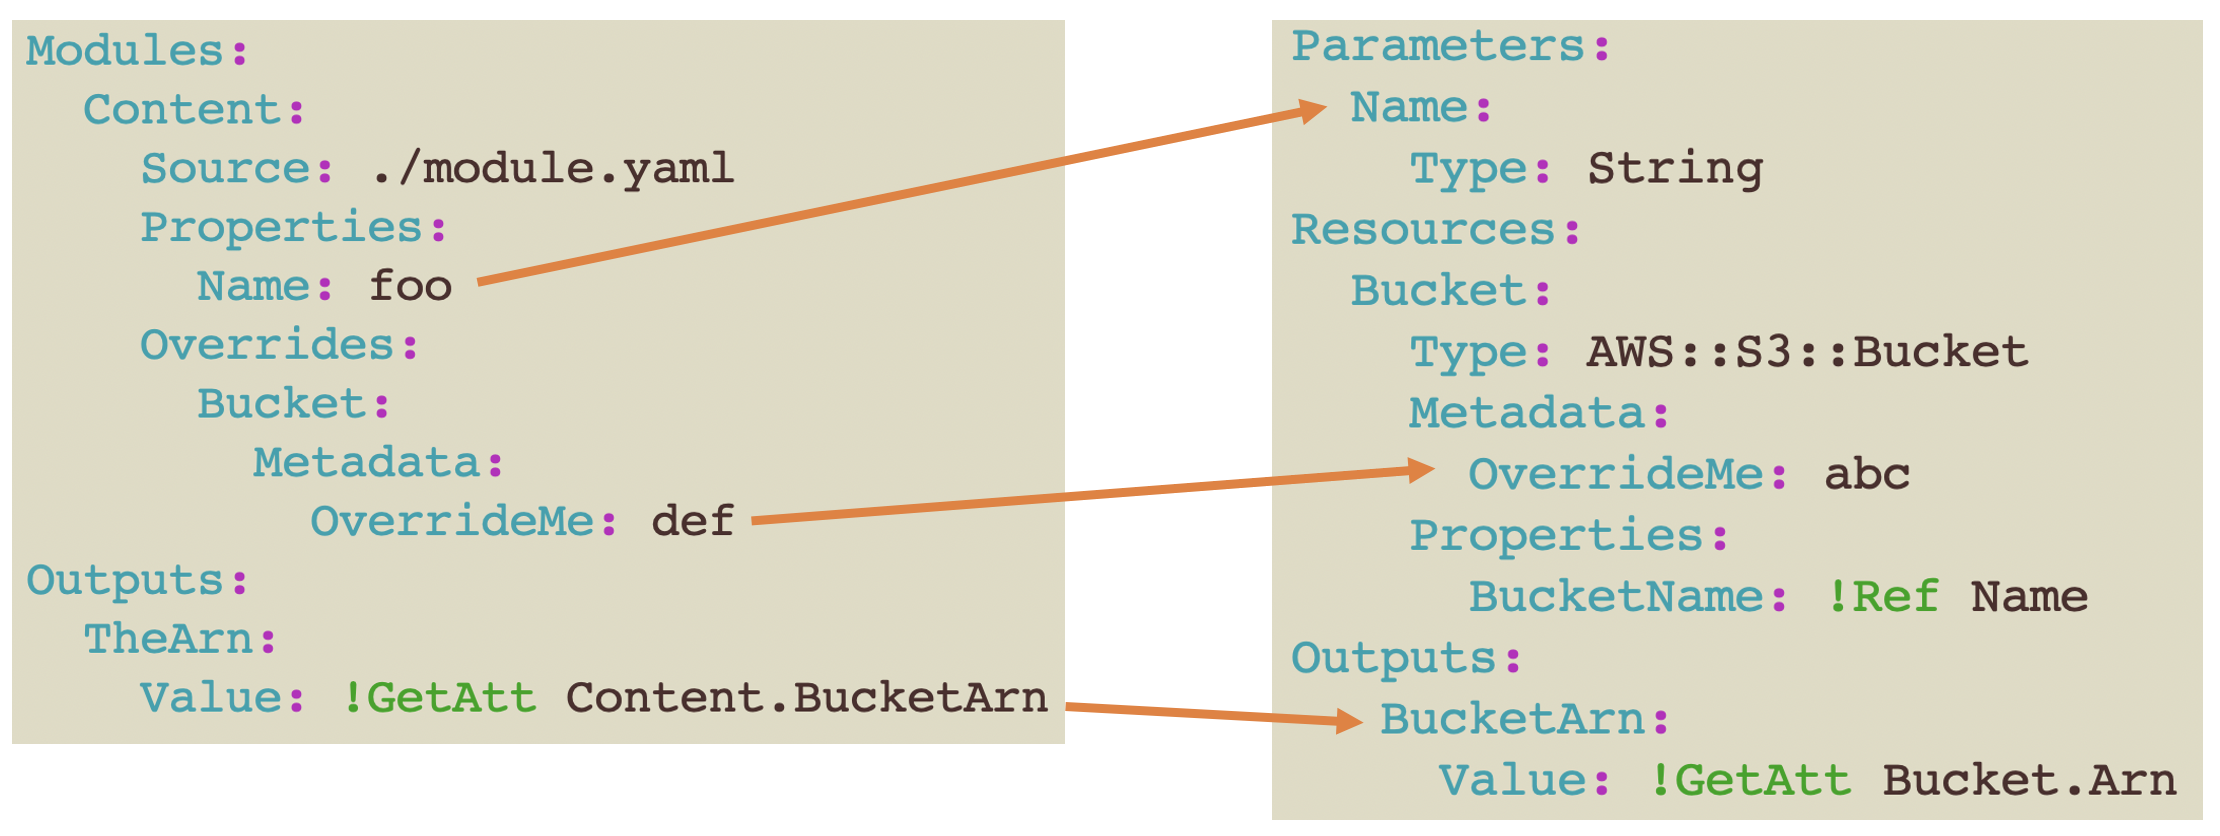 Modules:
  Content:
    Source: ./module.yaml
    Properties:
      Name: foo
    Overrides:
      Bucket:
        Metadata:
          OverrideMe: def
Outputs:
  TheArn:
    Value: !GetAtt Content.BucketArn
Parameters:
  Name:
    Type: String
Resources:
  Bucket:
    Type: AWS::S3::Bucket
    Metadata:
      OverrideMe: abc
    Properties:
      BucketName: !Ref Name
Outputs:
   BucketArn:
     Value: !GetAtt Bucket.Arn